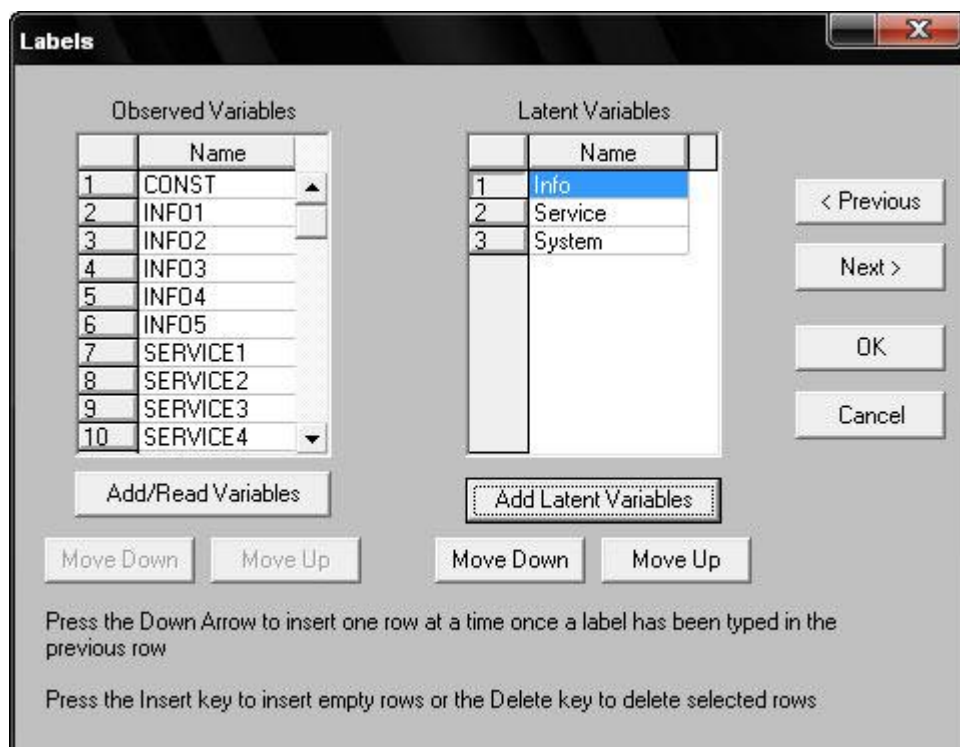 Labels
Observed Variables
Name
1 CONST
2 INFO1
3 INFO2
4 INFO3
5 INFO4
6 INFO5
7 SERVICE1
8 SERVICE2
9 SERVICE3
10 SERVICE4
Add/Read Variables
Move Down Move Up
Latent Variables
Name
1 Info
2 Service
3 System
Add Latent Variables
Move Down Move Up
< Previous
Next >
OK
Cancel
Press the Down Arrow to insert one row at a time once a label has been typed in the
previous row
Press the Insert key to insert empty rows or the Delete key to delete selected rows